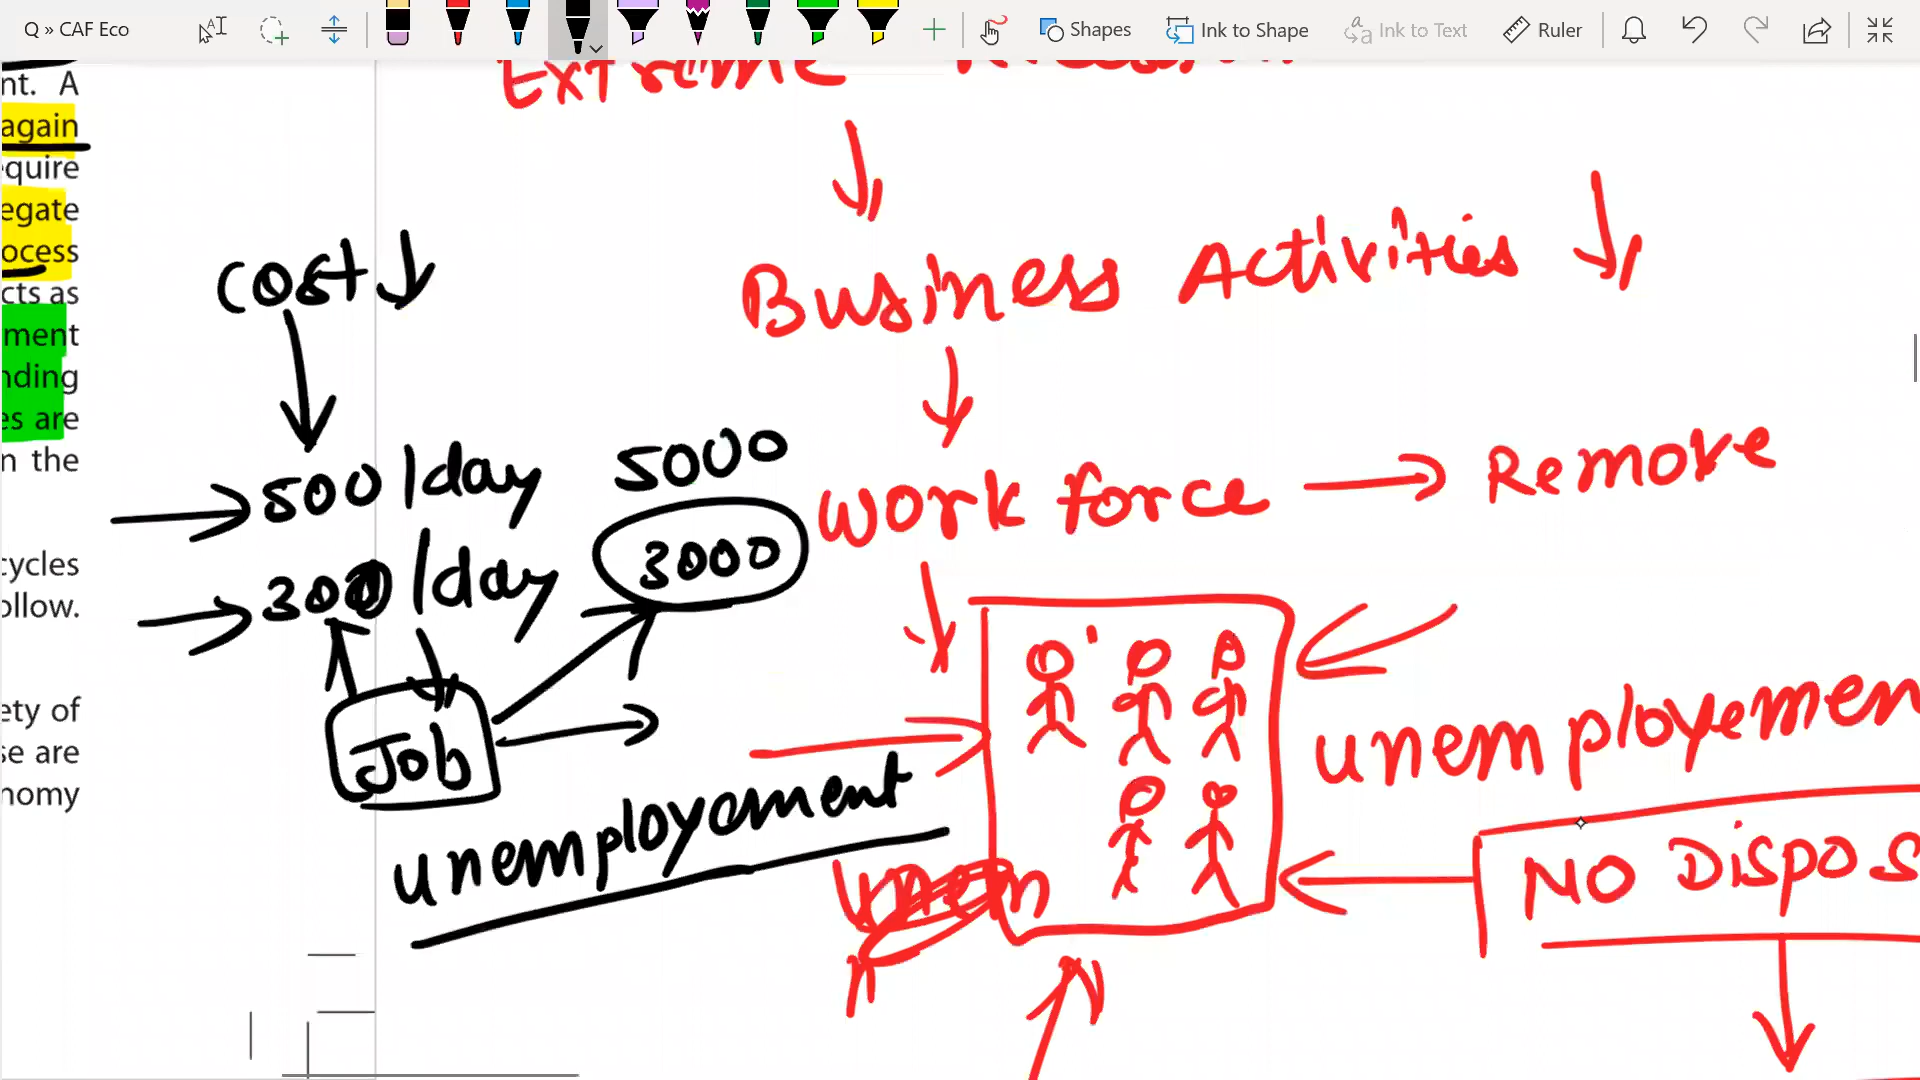 Q » CAF Eco
Shapes
Ink to Shape
Ink to Text
Ruler
nt. A
again
equire
egate
ocess
cts as
ment
nding
es are
n the
cycles
ollow.
ety of
se are
nomy
Extreme
Business Activities
cost
500/day
5000
Work force
Remove
300/day
3000
Job
unemployement
unemployemen
NO DISPOS